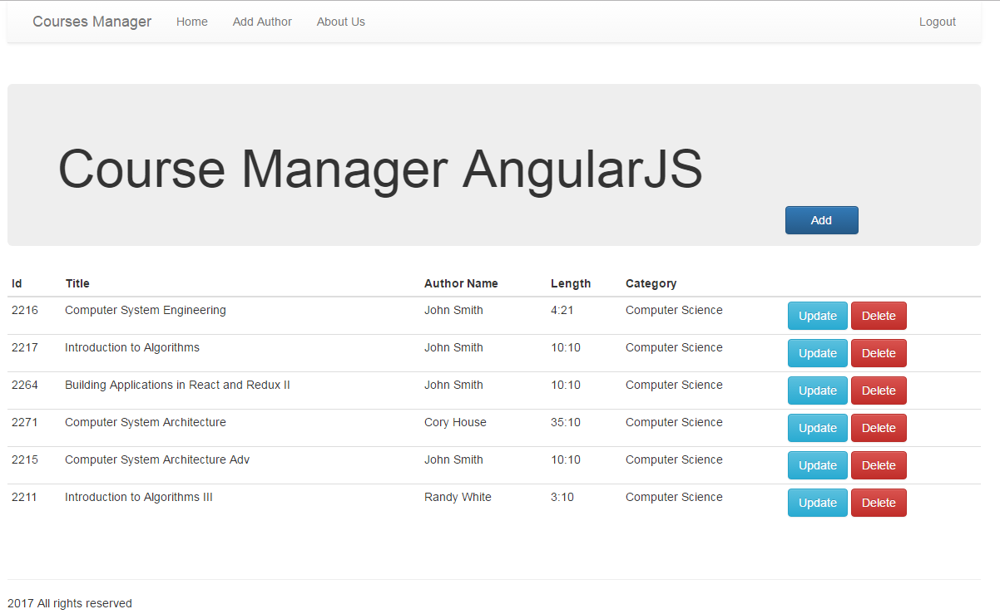 Courses Manager Home Add Author About Us Logout
Course Manager AngularJS
Add
Id Title Author Name Length Category
2216 Computer System Engineering John Smith 4:21 Computer Science Update Delete
2217 Introduction to Algorithms John Smith 10:10 Computer Science Update Delete
2264 Building Applications in React and Redux II John Smith 10:10 Computer Science Update Delete
2271 Computer System Architecture Cory House 35:10 Computer Science Update Delete
2215 Computer System Architecture Adv John Smith 10:10 Computer Science Update Delete
2211 Introduction to Algorithms III Randy White 3:10 Computer Science Update Delete
2017 All rights reserved